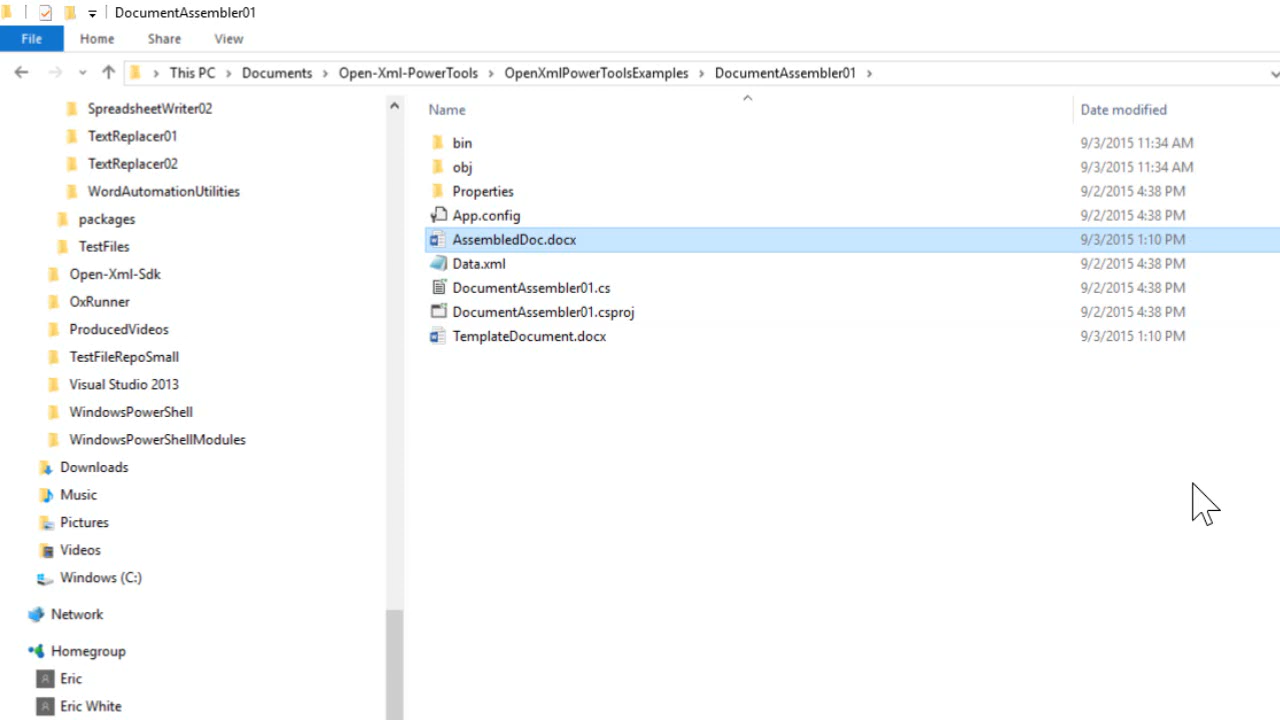 DocumentAssembler01
File Home Share View
This PC Documents Open-Xml-PowerTools OpenXmlPowerToolsExamples DocumentAssembler01
SpreadsheetWriter02
TextReplacer01
TextReplacer02
WordAutomationUtilities
packages
TestFiles
Open-Xml-Sdk
OxRunner
ProducedVideos
TestFileRepoSmall
Visual Studio 2013
WindowsPowerShell
WindowsPowerShellModules
Downloads
Music
Pictures
Videos
Windows (C:)
Network
Homegroup
Eric
Eric White
Name Date modified
bin 9/3/2015 11:34 AM
obj 9/3/2015 11:34 AM
Properties 9/2/2015 4:38 PM
App.config 9/2/2015 4:38 PM
AssembledDoc.docx 9/3/2015 1:10 PM
Data.xml 9/2/2015 4:38 PM
DocumentAssembler01.cs 9/2/2015 4:38 PM
DocumentAssembler01.csproj 9/2/2015 4:38 PM
TemplateDocument.docx 9/3/2015 1:10 PM